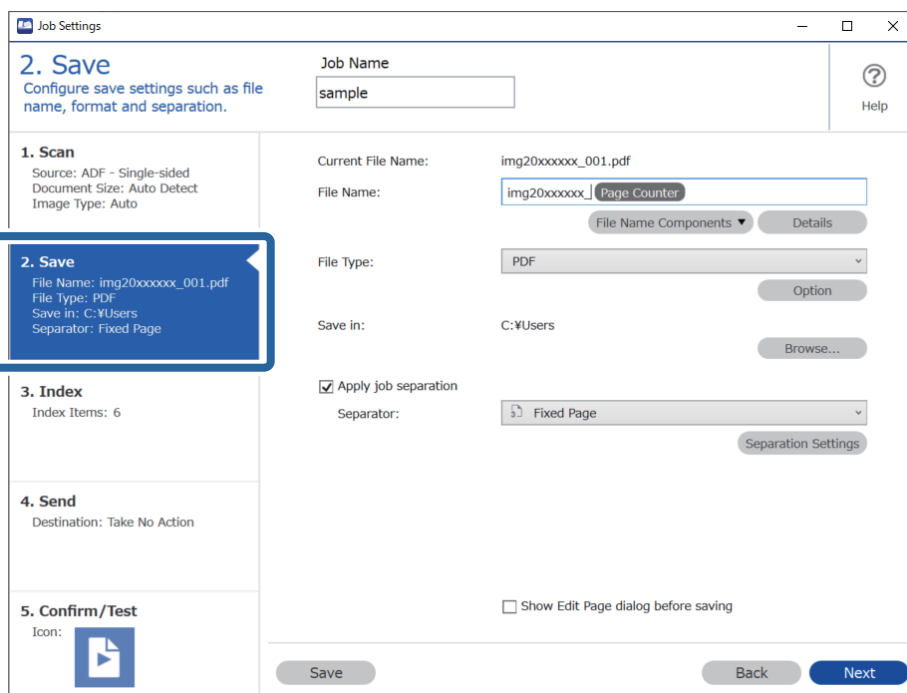 Job Settings
2. Save
Configure save settings such as file
name, format and separation.
Job Name
sample
Help
1. Scan
Source: ADF - Single-sided
Document Size: Auto Detect
Image Type: Auto
2. Save
File Name: img20xxxxxx_001.pdf
File Type: PDF
Save in: C:¥Users
Separator: Fixed Page
3. Index
Index Items: 6
4. Send
Destination: Take No Action
5. Confirm/Test
Icon:
Current File Name: img20xxxxxx_001.pdf
File Name: img20xxxxxx_ Page Counter
File Name Components ▼ Details
File Type: PDF
Option
Save in: C:¥Users
Browse...
Apply job separation
Separator: Fixed Page
Separation Settings
Show Edit Page dialog before saving
Save Back Next